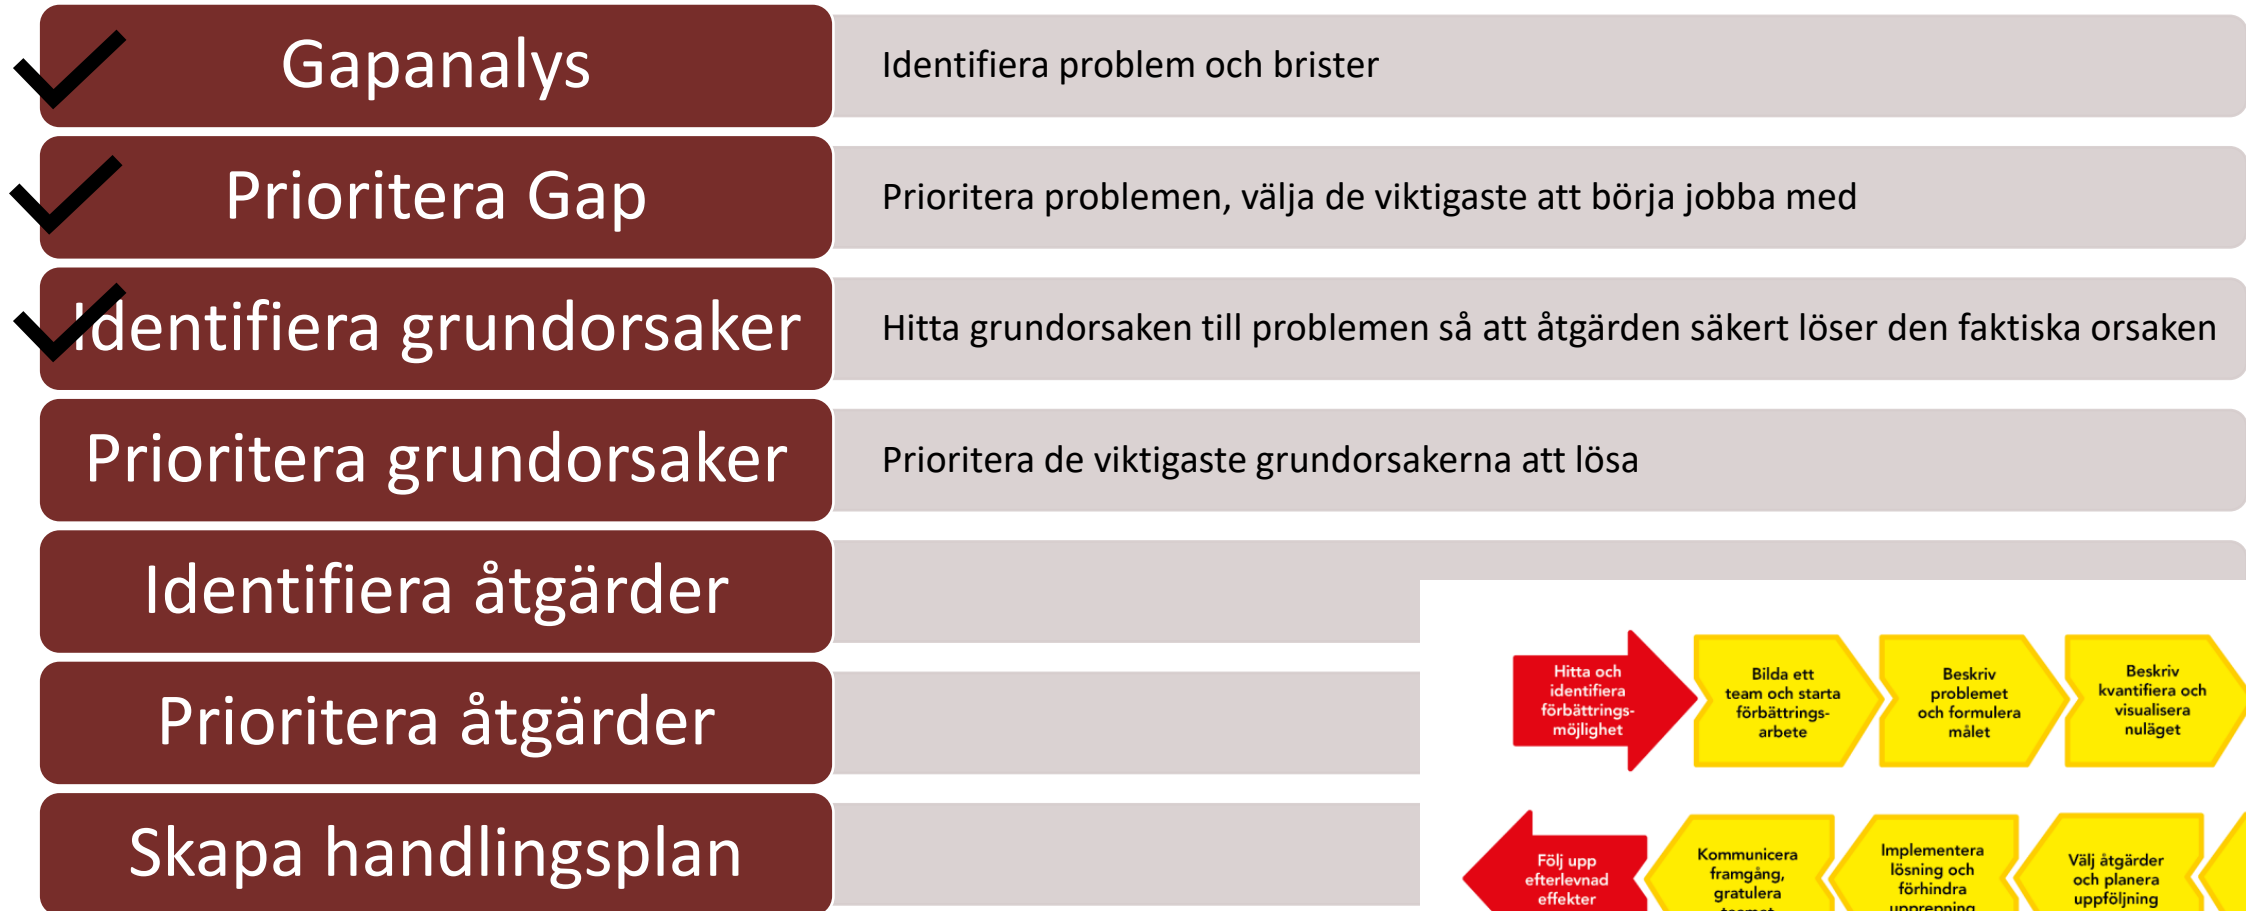 Gapanalys
Identifiera problem och brister
Prioritera Gap
Prioritera problemen, välja de viktigaste att börja jobba med
Identifiera grundorsaker
Hitta grundorsaken till problemen så att åtgärden säkert löser den faktiska orsaken
Prioritera grundorsaker
Prioritera de viktigaste grundorsakerna att lösa
Identifiera åtgärder
Prioritera åtgärder
Skapa handlingsplan
Hitta och
identifiera
förbättrings-
möjlighet
Bilda ett
team och starta
förbättrings-
arbete
Beskriv
problemet
och formulera
målet
Beskriv
kvantifiera och
visualisera
nuläget
Följ upp
efterlevnad
effekter
Kommunicera
framgång,
gratulera
teamet
Implementera
lösning och
förhindra
upprepning
Välj åtgärder
och planera
uppföljning